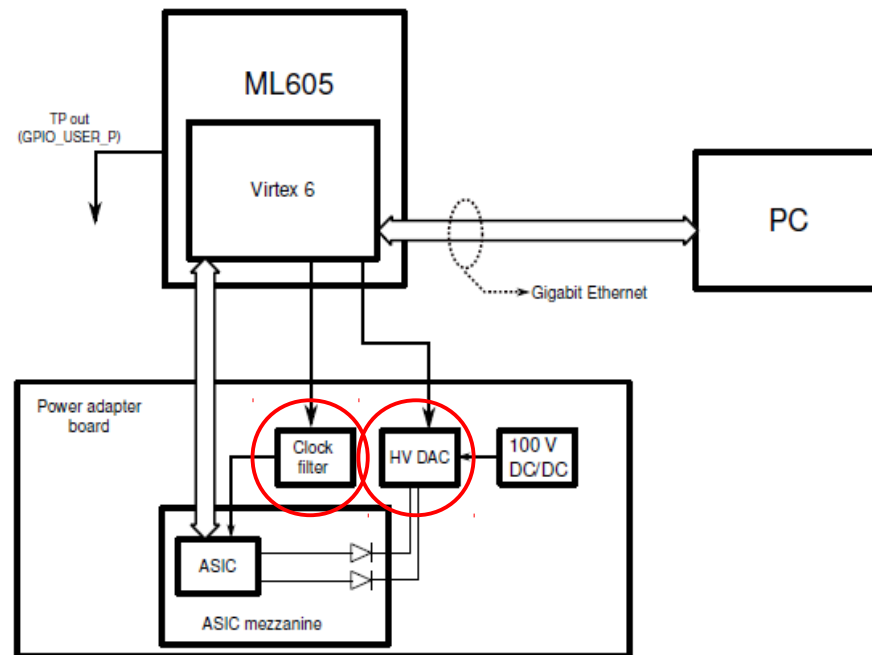 ML605
TP out
(GPIO_USER_P)
Virtex 6
PC
Gigabit Ethernet
Power adapter
board
Clock
filter
HV DAC
100 V
DC/DC
ASIC
ASIC mezzanine